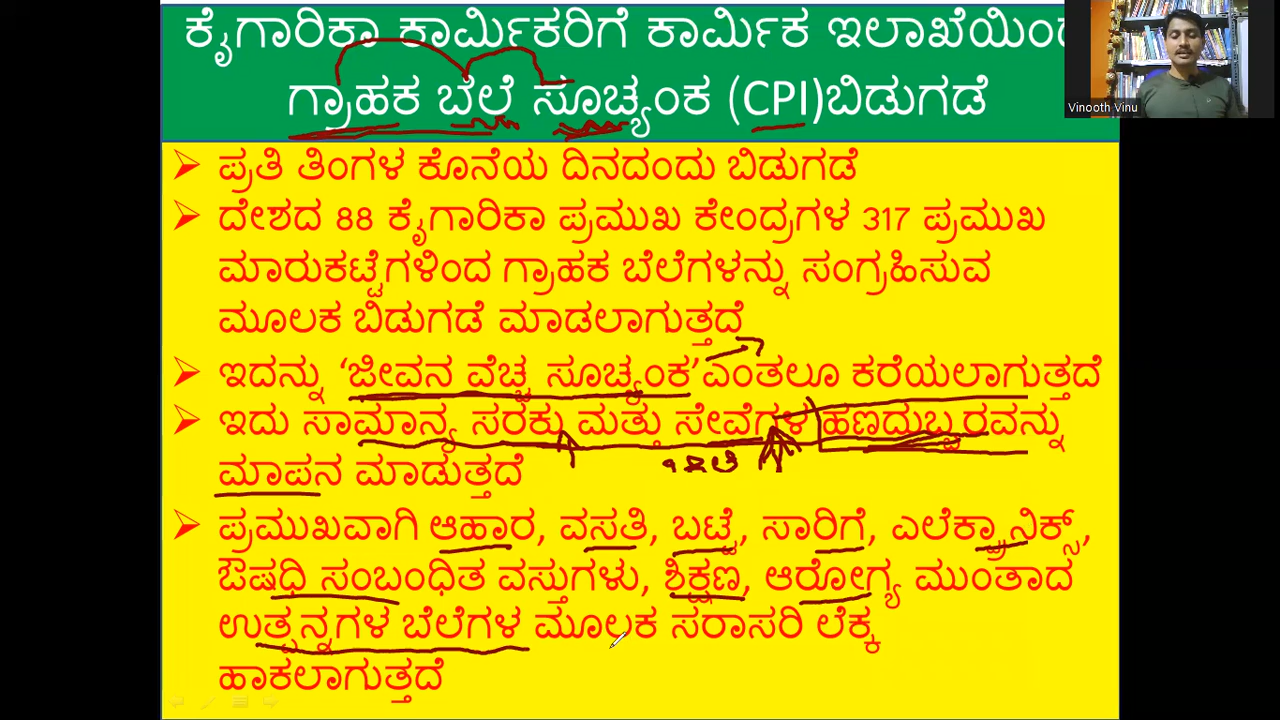 ಕೈಗಾರಿಕಾ ಕಾರ್ಮಿಕರಿಗೆ ಕಾರ್ಮಿಕ
ಗ್ರಾಹಕ ಬೆಲೆ ಸೂಚ್ಯಂಕ (CPI)ಬಿಡುಗಡೆ
Vinooth Vinu
➢ ಪ್ರತಿ ತಿಂಗಳ ಕೊನೆಯ ದಿನದಂದು ಬಿಡುಗಡೆ
➢ ದೇಶದ 88 ಕೈಗಾರಿಕಾ ಪ್ರಮುಖ ಕೇಂದ್ರಗಳ 317 ಪ್ರಮುಖ
ಮಾರುಕಟ್ಟೆಗಳಿಂದ ಗ್ರಾಹಕ ಬೆಲೆಗಳನ್ನು ಸಂಗ್ರಹಿಸುವ
ಮೂಲಕ ಬಿಡುಗಡೆ ಮಾಡಲಾಗುತ್ತದೆ
➢ ಇದನ್ನು ‘ಜೀವನ ವೆಚ್ಚ ಸೂಚ್ಯಂಕ’ ಎಂತಲೂ ಕರೆಯಲಾಗುತ್ತದೆ
➢ ಇದು ಸಾಮಾನ್ಯ ಸರಕು ಮತ್ತು ಸೇವೆಗಳ ಹಣದುಬ್ಬರವನ್ನು
ಮಾಪನ ಮಾಡುತ್ತದೆ
➢ ಪ್ರಮುಖವಾಗಿ ಆಹಾರ, ವಸತಿ, ಬಟ್ಟೆ, ಸಾರಿಗೆ, ಎಲೆಕ್ಟ್ರಾನಿಕ್ಸ್,
ಔಷಧಿ ಸಂಬಂಧಿತ ವಸ್ತುಗಳು, ಶಿಕ್ಷಣ, ಆರೋಗ್ಯ ಮುಂತಾದ
ಉತ್ಪನ್ನಗಳ ಬೆಲೆಗಳ ಮೂಲಕ ಸರಾಸರಿ ಲೆಕ್ಕ
ಹಾಕಲಾಗುತ್ತದೆ